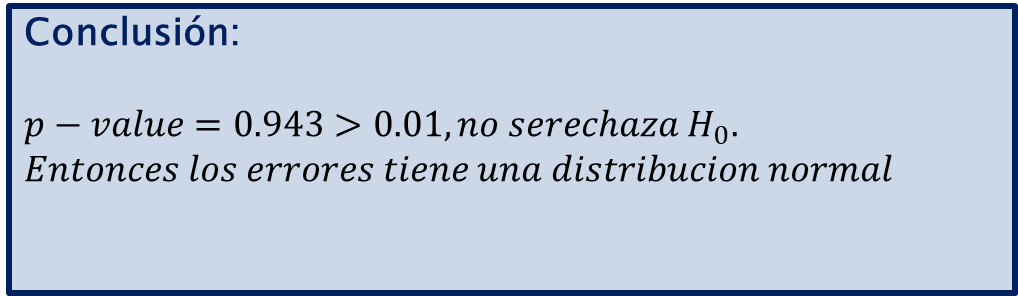 Conclusión:
p − value = 0.943 > 0.01, no serechaza H₀.
Entonces los errores tiene una distribucion normal